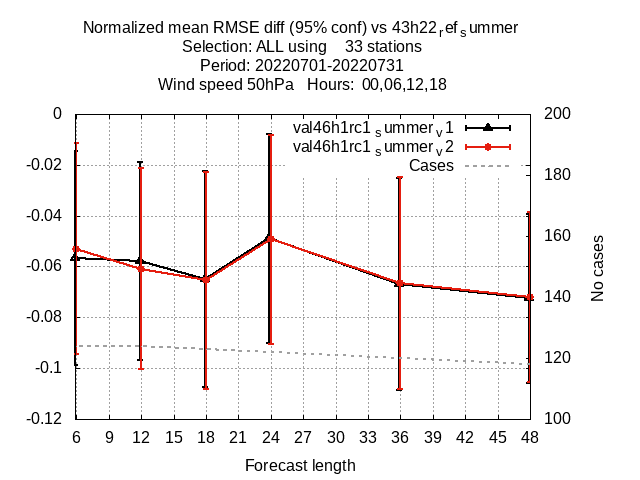 Normalized mean RMSE diff (95% conf) vs 43h22refsummer
Selection: ALL using 33 stations
Period: 20220701-20220731
Wind speed 50hPa Hours: 00,06,12,18
val46h1rc1summerv1
val46h1rc1summerv2
Cases
0
-0.02
-0.04
-0.06
-0.08
-0.1
-0.12
200
180
160
140
120
100
No cases
6 9 12 15 18 21 24 27 30 33 36 39 42 45 48
Forecast length